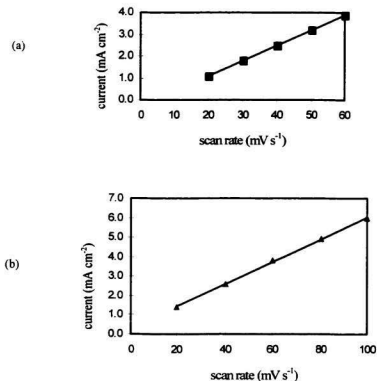 (a)
current (mA cm⁻²)
4.0
3.0
2.0
1.0
0.0
0 10 20 30 40 50 60
scan rate (mV s⁻¹)
(b)
current (mA cm⁻²)
7.0
6.0
5.0
4.0
3.0
2.0
1.0
0.0
0 20 40 60 80 100
scan rate (mV s⁻¹)